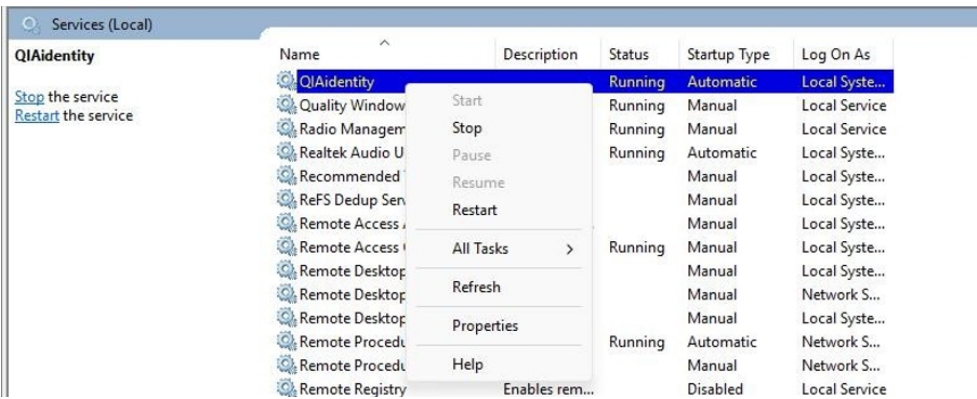 Services (Local)
QIAidentity
Stop the service
Restart the service
Name Description Status Startup Type Log On As
QIAidentity Running Automatic Local Syste...
Quality Window Running Manual Local Service
Radio Managem Running Manual Local Service
Realtek Audio U Running Automatic Local Syste...
Recommended Manual Local Syste...
ReFS Dedup Serv Manual Local Syste...
Remote Access Manual Local Syste...
Remote Access Running Manual Local Syste...
Remote Desktop Manual Local Syste...
Remote Desktop Manual Network S...
Remote Desktop Manual Local Syste...
Remote Procedu Running Automatic Network S...
Remote Procedu Manual Network S...
Remote Registry Enables rem... Disabled Local Service
Start
Stop
Pause
Resume
Restart
All Tasks >
Refresh
Properties
Help